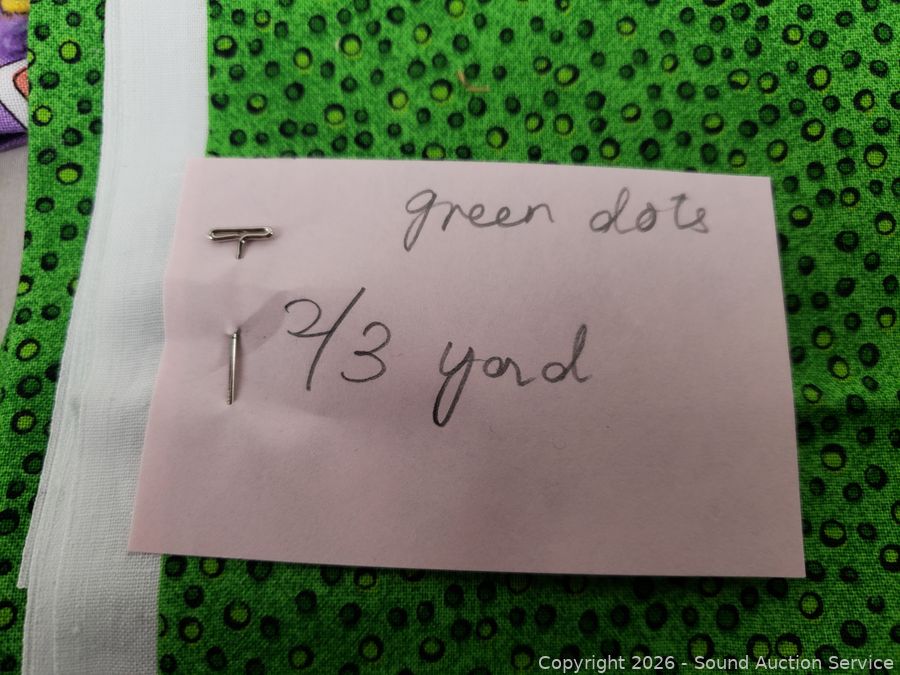 green dots
2/3 yard
Copyright 2026 - Sound Auction Service